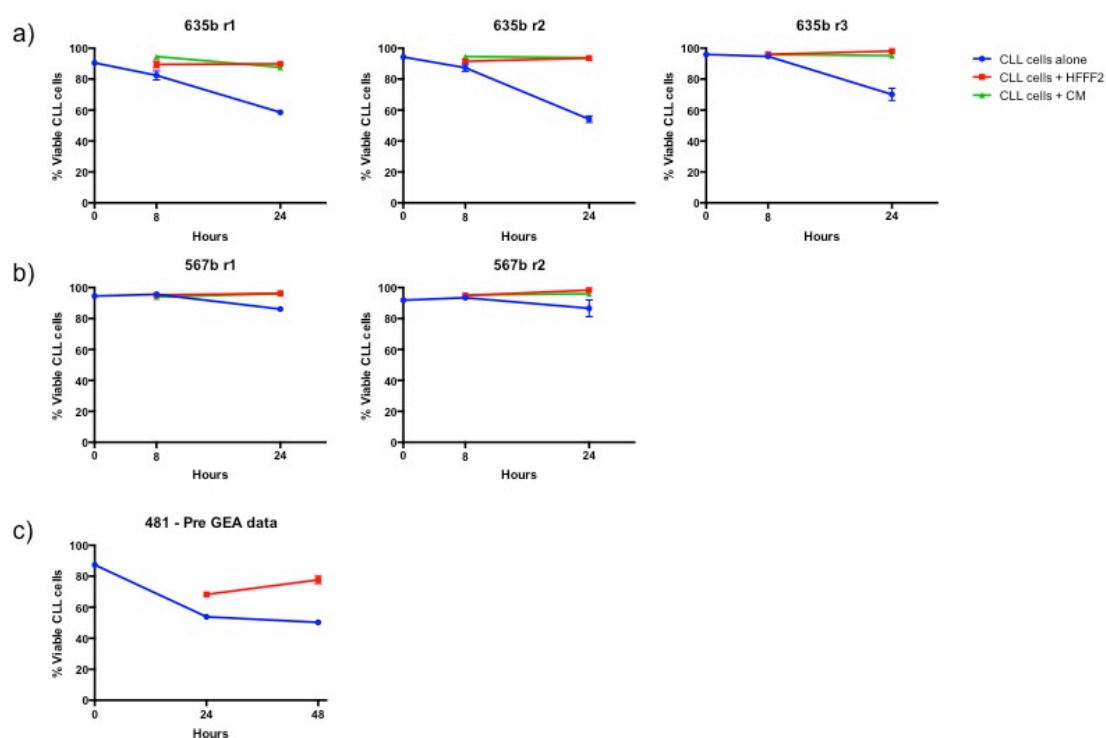 a)
635b r1
% Viable CLL cells
100
80
60
40
20
0
0 8 24
Hours
635b r2
% Viable CLL cells
100
80
60
40
20
0
0 8 24
Hours
635b r3
% Viable CLL cells
100
80
60
40
20
0
0 8 24
Hours
CLL cells alone
CLL cells + HFFF2
CLL cells + CM
b)
567b r1
% Viable CLL cells
100
80
60
40
20
0
0 8 24
Hours
567b r2
% Viable CLL cells
100
80
60
40
20
0
0 8 24
Hours
c)
481 - Pre GEA data
% Viable CLL cells
100
80
60
40
20
0
0 24 48
Hours